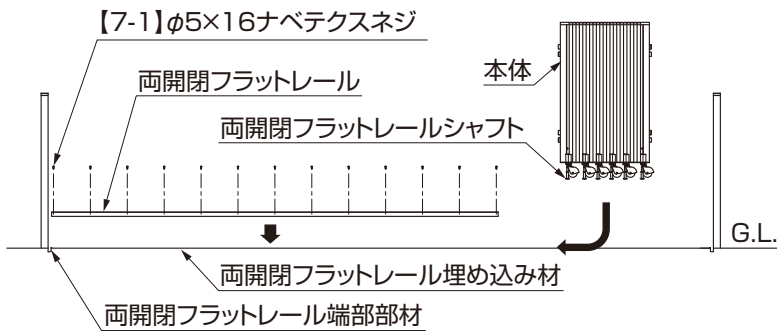 【7-1】φ5×16ナベテクスネジ
両開閉フラットレール
本体
両開閉フラットレールシャフト
G.L.
両開閉フラットレール埋め込み材
両開閉フラットレール端部部材